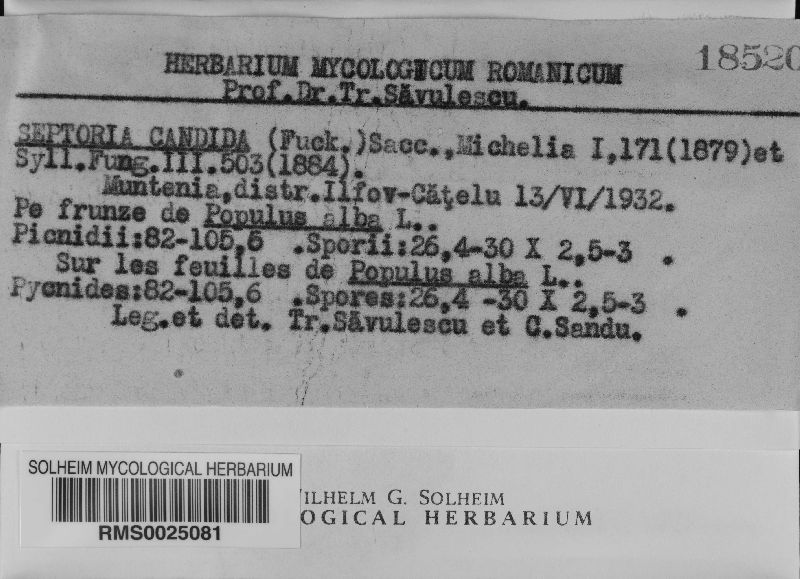 HERBARIUM MYCOLOGICUM ROMANICUM
18520
Prof.Dr.Tr.Săvulescu.
SEPTORIA CANDIDA (Fuck.)Sacc.,Michelia I,171(1879)et
Syll.Fung.III.503(1884).
Muntenia,distr.Ilfov-Cățelu 13/VI/1932.
Pe frunze de Populus alba L..
Picnidii:82-105,6 .Sporii:26,4-30 X 2,5-3 .
Sur les feuilles de Populus alba L..
Pycnides:82-105,6 .Spores:26,4 -30 X 2,5-3 .
Leg.et det. Tr.Săvulescu et C.Sandu.
SOLHEIM MYCOLOGICAL HERBARIUM
RMS0025081
ILHELM G. SOLHEIM
OGICAL HERBARIUM